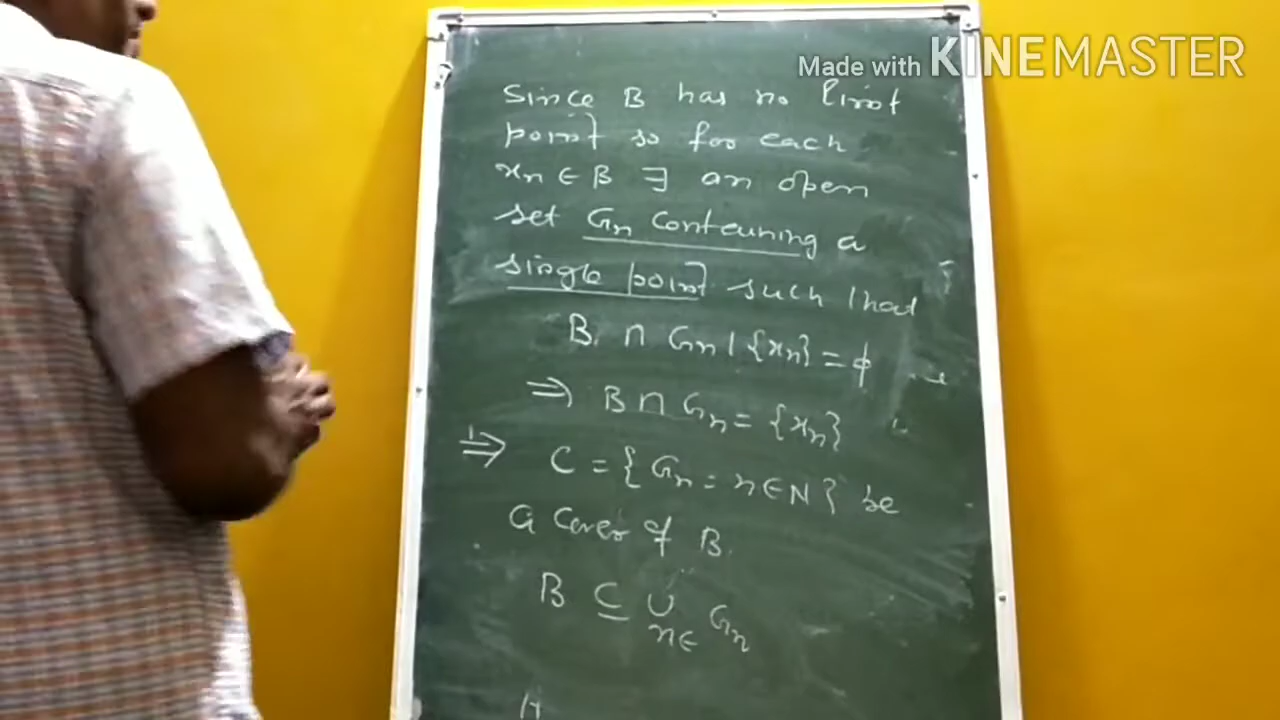 Made with KINEMASTER
Since B has no limit
point so for each
xn ∈ B ∃ an open
set Gn contenuning a
single point such that
B ∩ Gn \ {xn} = ϕ
⇒ B ∩ Gn = {xn}
⇒ C = {Gn : n ∈ N} be
a cover of B.
B ⊆ ∪ Gn
n ∈